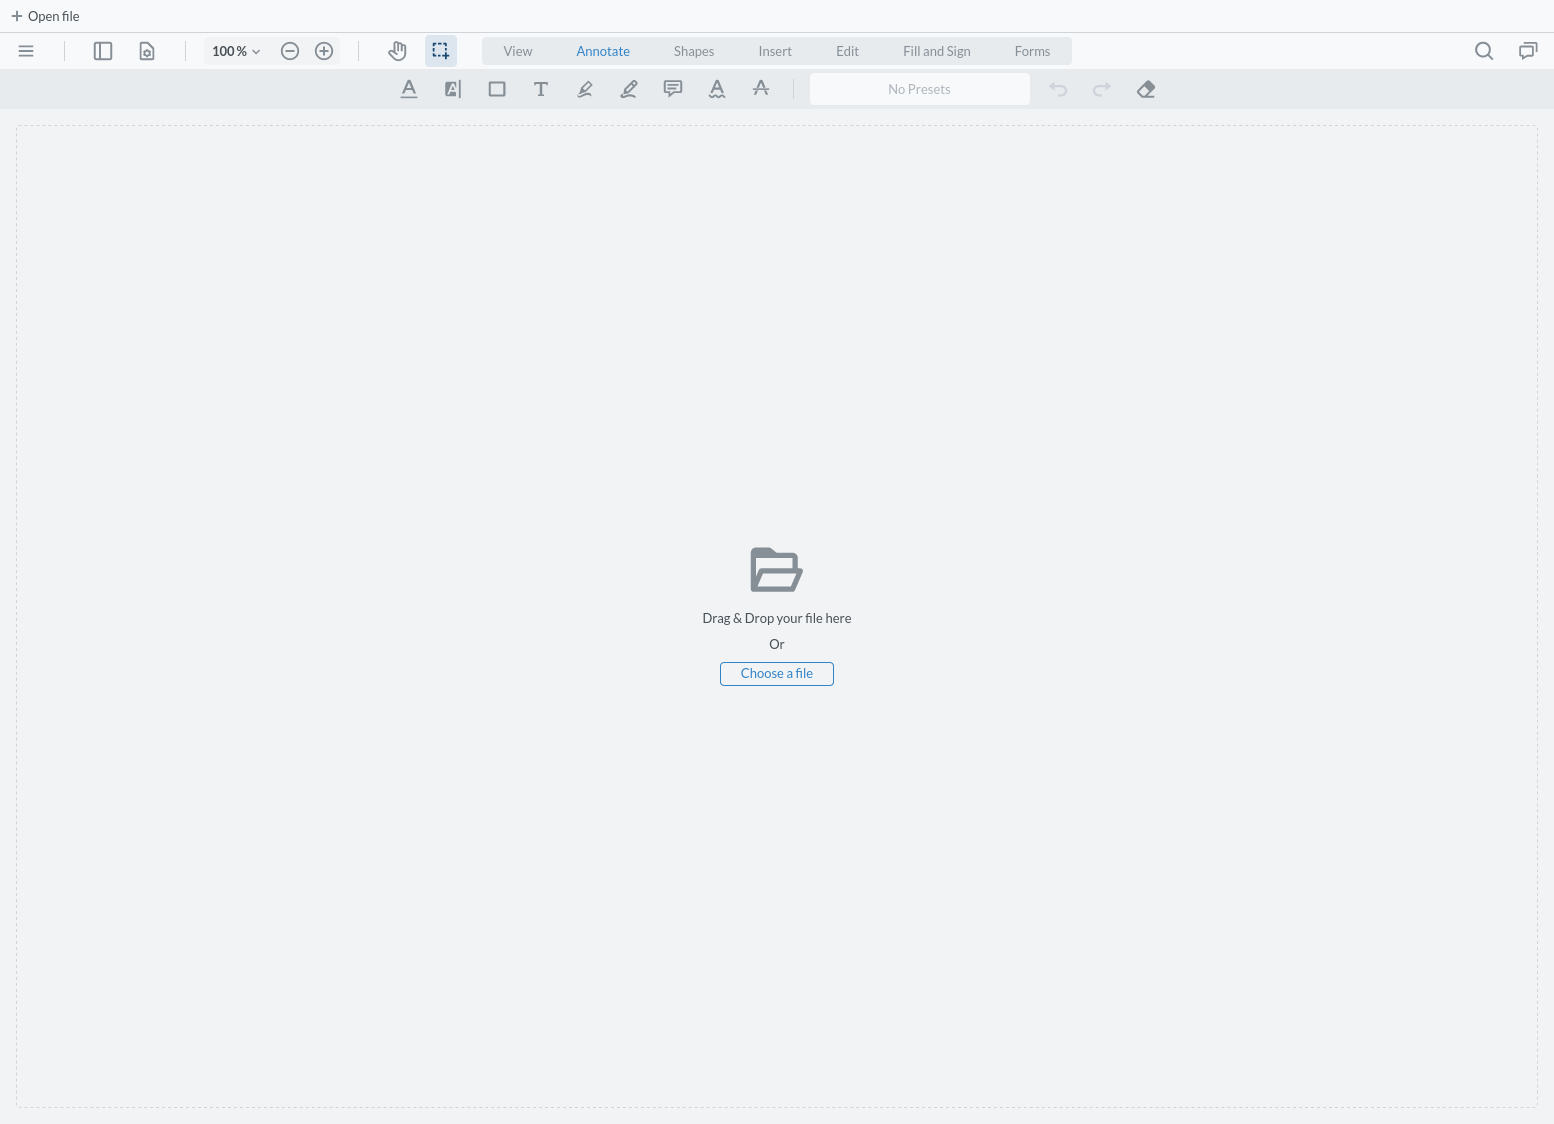 Open file
100 %
View Annotate Shapes Insert Edit Fill and Sign Forms
No Presets
Drag & Drop your file here
Or
Choose a file